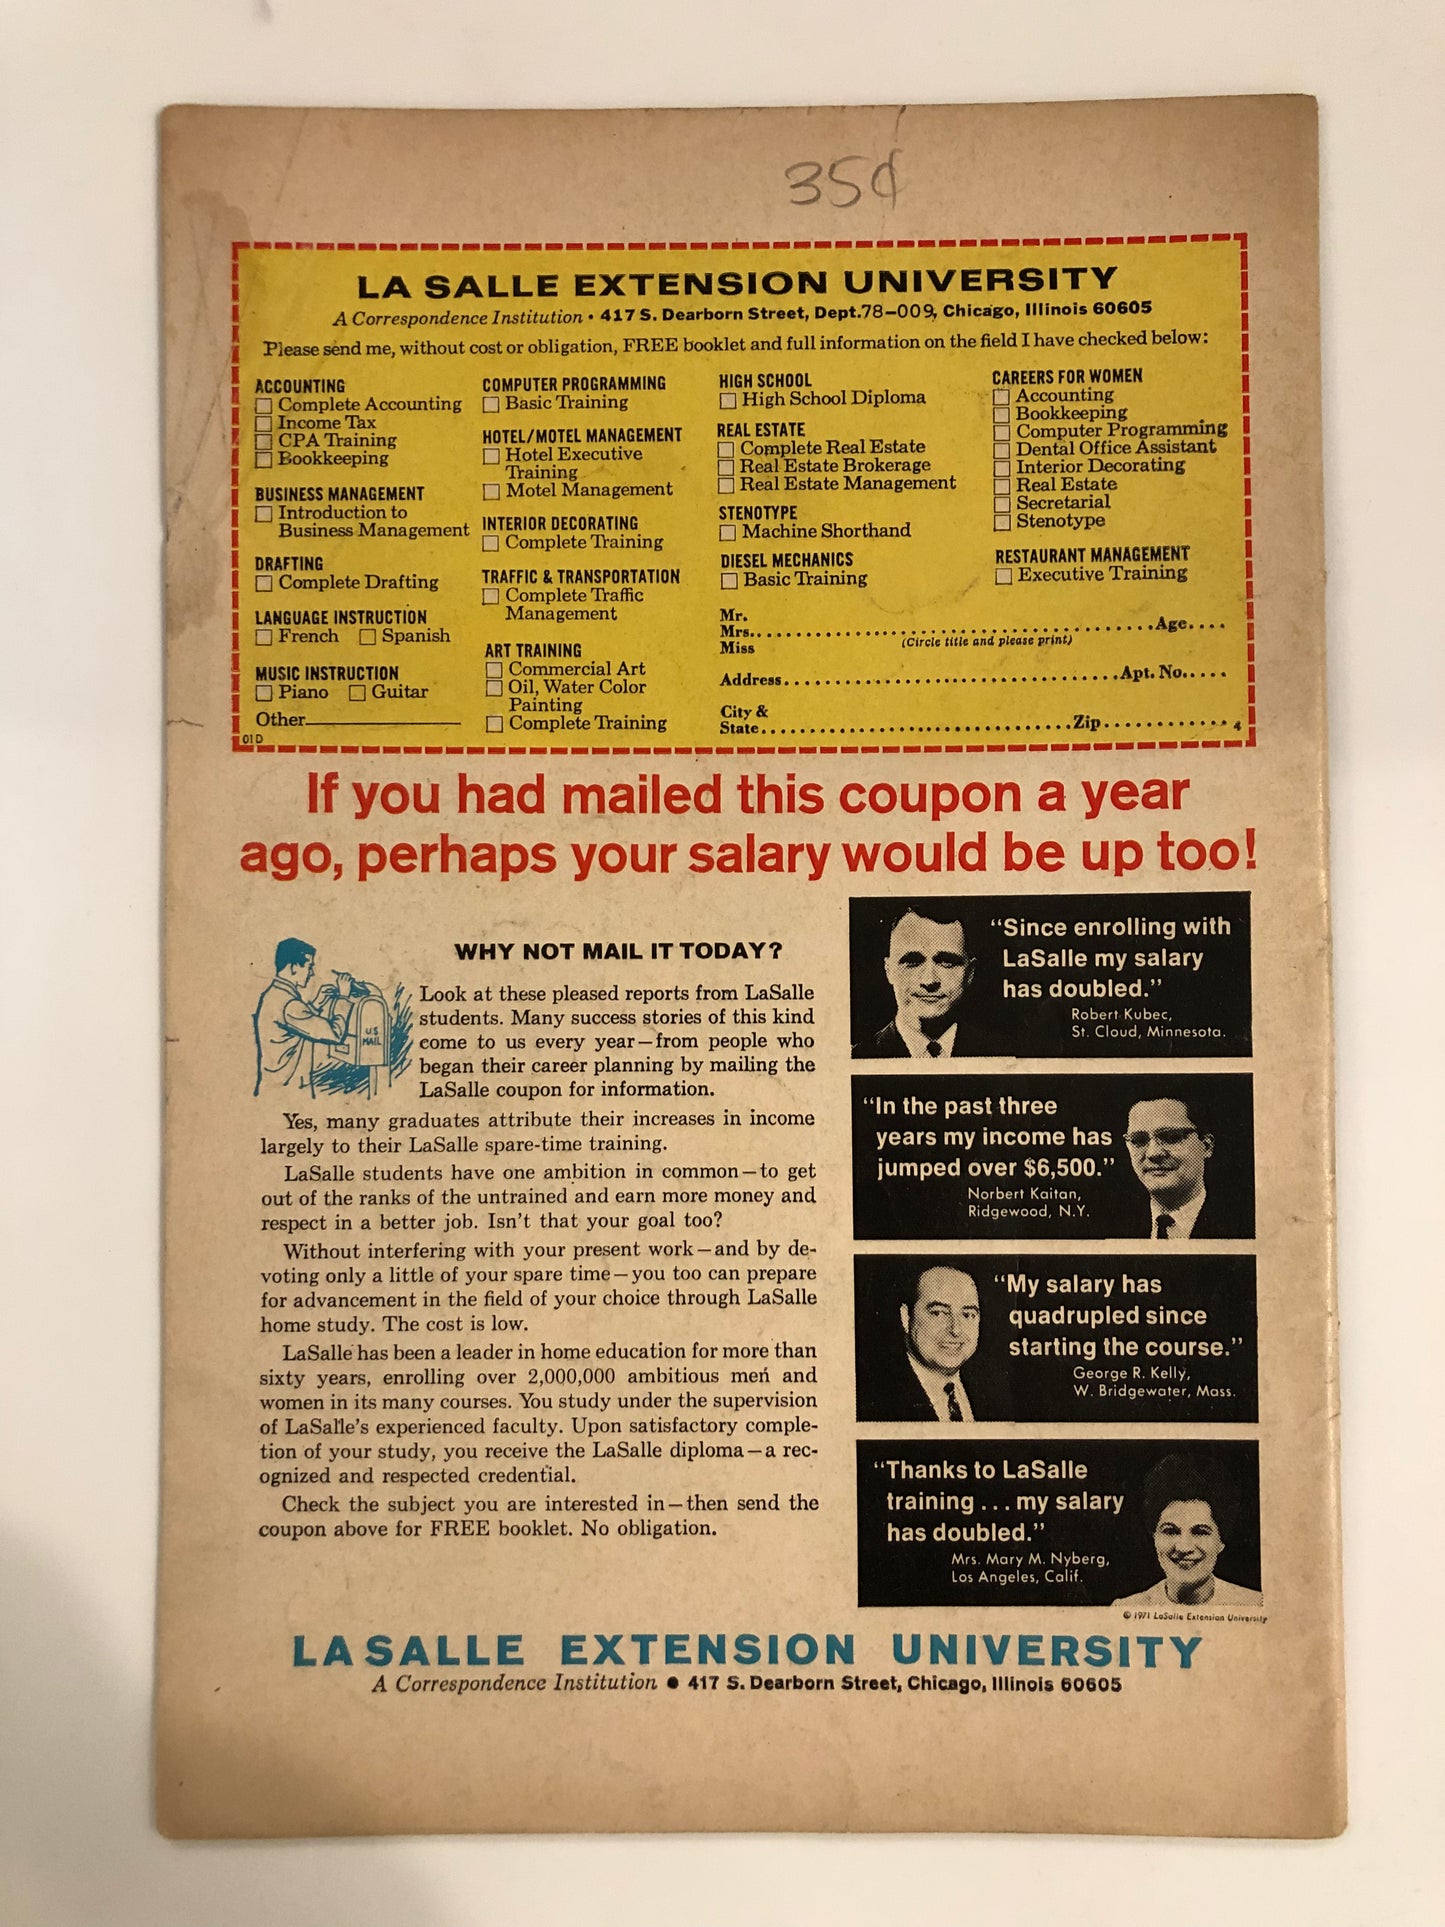 35¢
LA SALLE EXTENSION UNIVERSITY
A Correspondence Institution • 417 S. Dearborn Street, Dept.78-009, Chicago, Illinois 60605
Please send me, without cost or obligation, FREE booklet and full information on the field I have checked below:
ACCOUNTING
Complete Accounting
Income Tax
CPA Training
Bookkeeping
BUSINESS MANAGEMENT
Introduction to
Business Management
DRAFTING
Complete Drafting
LANGUAGE INSTRUCTION
French Spanish
MUSIC INSTRUCTION
Piano Guitar
Other
01D
COMPUTER PROGRAMMING
Basic Training
HOTEL/MOTEL MANAGEMENT
Hotel Executive
Training
Motel Management
INTERIOR DECORATING
Complete Training
TRAFFIC & TRANSPORTATION
Complete Traffic
Management
ART TRAINING
Commercial Art
Oil, Water Color
Painting
Complete Training
HIGH SCHOOL
High School Diploma
REAL ESTATE
Complete Real Estate
Real Estate Brokerage
Real Estate Management
STENOTYPE
Machine Shorthand
DIESEL MECHANICS
Basic Training
CAREERS FOR WOMEN
Accounting
Bookkeeping
Computer Programming
Dental Office Assistant
Interior Decorating
Real Estate
Secretarial
Stenotype
RESTAURANT MANAGEMENT
Executive Training
Mr.
Mrs. Age
(Circle title and please print)
Miss
Address Apt. No.
City &
State Zip 4
If you had mailed this coupon a year
ago, perhaps your salary would be up too!
WHY NOT MAIL IT TODAY?
U.S.
MAIL
Look at these pleased reports from LaSalle
students. Many success stories of this kind
come to us every year—from people who
began their career planning by mailing the
LaSalle coupon for information.
Yes, many graduates attribute their increases in income
largely to their LaSalle spare-time training.
LaSalle students have one ambition in common—to get
out of the ranks of the untrained and earn more money and
respect in a better job. Isn't that your goal too?
Without interfering with your present work—and by de-
voting only a little of your spare time—you too can prepare
for advancement in the field of your choice through LaSalle
home study. The cost is low.
LaSalle has been a leader in home education for more than
sixty years, enrolling over 2,000,000 ambitious men and
women in its many courses. You study under the supervision
of LaSalle's experienced faculty. Upon satisfactory comple-
tion of your study, you receive the LaSalle diploma—a rec-
ognized and respected credential.
Check the subject you are interested in—then send the
coupon above for FREE booklet. No obligation.
"Since enrolling with
LaSalle my salary
has doubled."
Robert Kubec,
St. Cloud, Minnesota.
"In the past three
years my income has
jumped over $6,500."
Norbert Kaitan,
Ridgewood, N.Y.
"My salary has
quadrupled since
starting the course."
George R. Kelly,
W. Bridgewater, Mass.
"Thanks to LaSalle
training . . . my salary
has doubled."
Mrs. Mary M. Nyberg,
Los Angeles, Calif.
© 1971 LaSalle Extension University
LASALLE EXTENSION UNIVERSITY
A Correspondence Institution • 417 S. Dearborn Street, Chicago, Illinois 60605